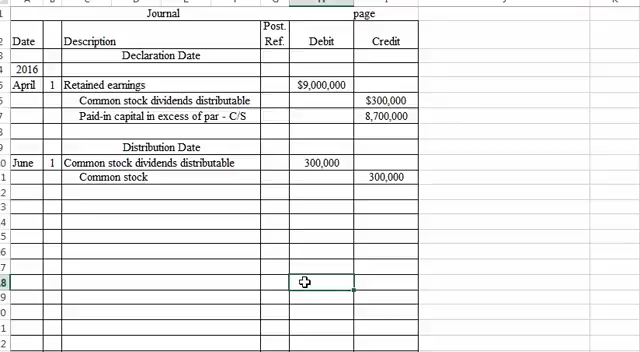 Journal page
Post.
Date Description Ref. Debit Credit
Declaration Date
2016
April 1 Retained earnings $9,000,000
Common stock dividends distributable $300,000
Paid-in capital in excess of par - C/S 8,700,000
Distribution Date
June 1 Common stock dividends distributable 300,000
Common stock 300,000